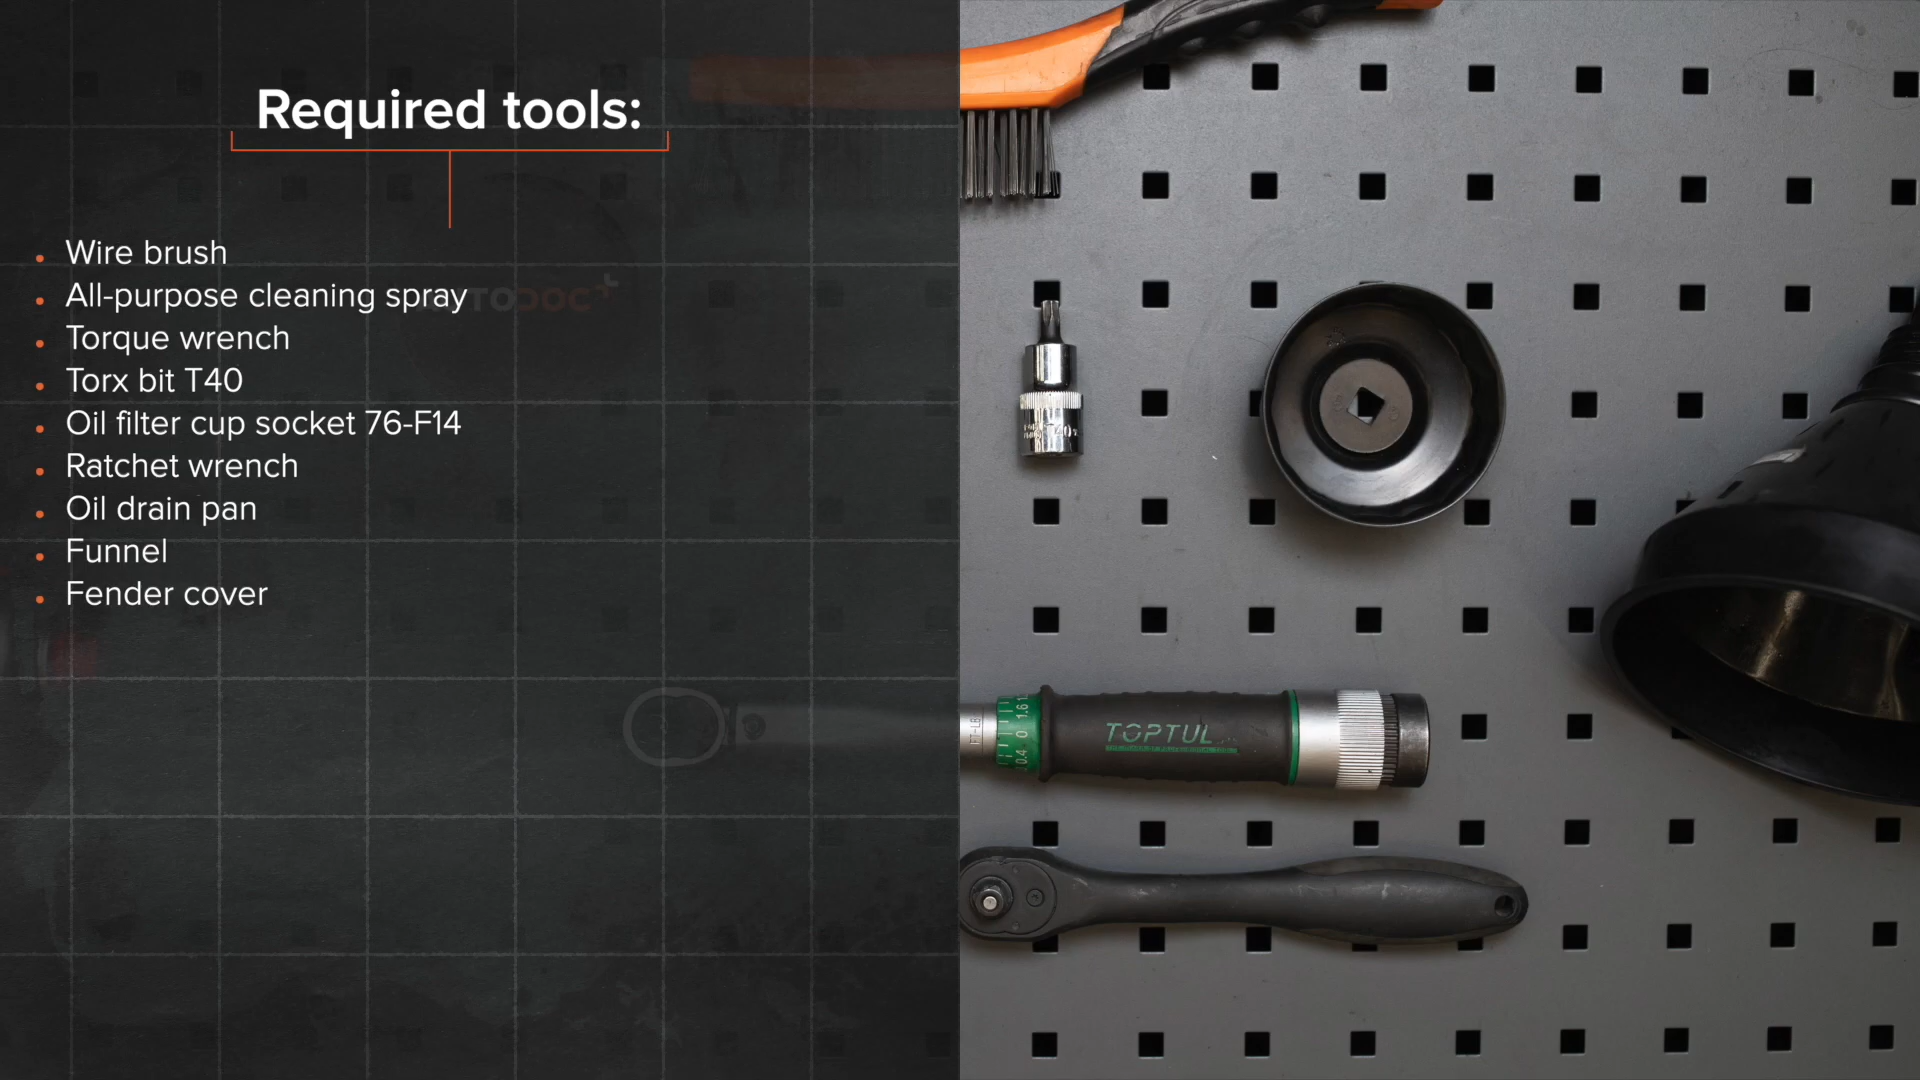 Required tools:
Wire brush
All-purpose cleaning spray
Torque wrench
Torx bit T40
Oil filter cup socket 76-F14
Ratchet wrench
Oil drain pan
Funnel
Fender cover
TOPTUL